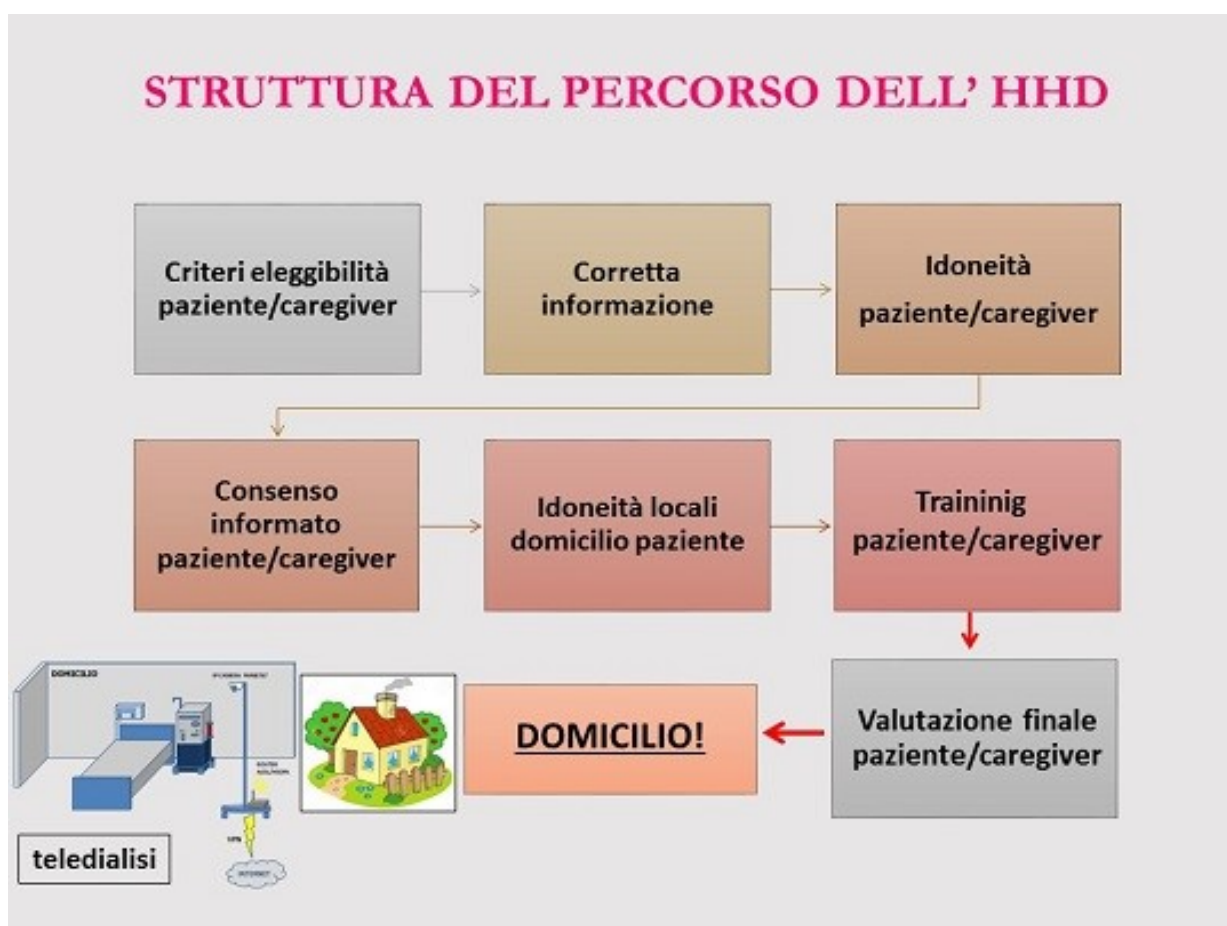 STRUTTURA DEL PERCORSO DELL' HHD
Criteri eleggibilità
paziente/caregiver
Corretta
informazione
Idoneità
paziente/caregiver
Consenso
informato
paziente/caregiver
Idoneità locali
domicilio paziente
Traininig
paziente/caregiver
Valutazione finale
paziente/caregiver
DOMICILIO!
DOMICILIO
INTERNET
teledialisi